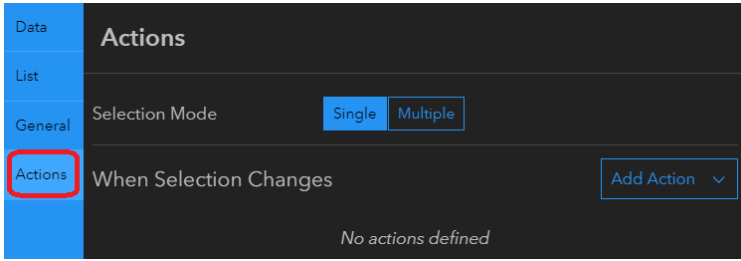 Data
List
General
Actions
Actions
Selection Mode
Single
Multiple
When Selection Changes
Add Action
No actions defined